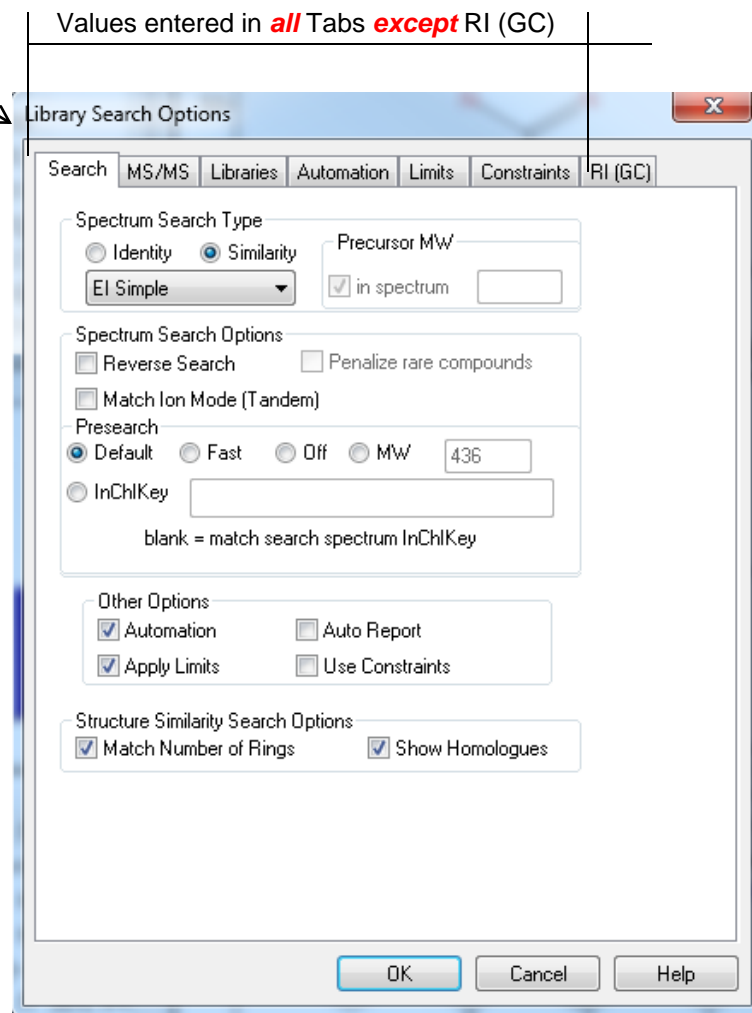 Values entered in all Tabs except RI (GC)
Library Search Options
Search MS/MS Libraries Automation Limits Constraints RI (GC)
Spectrum Search Type
Identity Similarity
Precursor MW
EI Simple
in spectrum
Spectrum Search Options
Reverse Search Penalize rare compounds
Match Ion Mode (Tandem)
Presearch
Default Fast Off MW 436
InChIKey
blank = match search spectrum InChIKey
Other Options
Automation Auto Report
Apply Limits Use Constraints
Structure Similarity Search Options
Match Number of Rings Show Homologues
OK Cancel Help